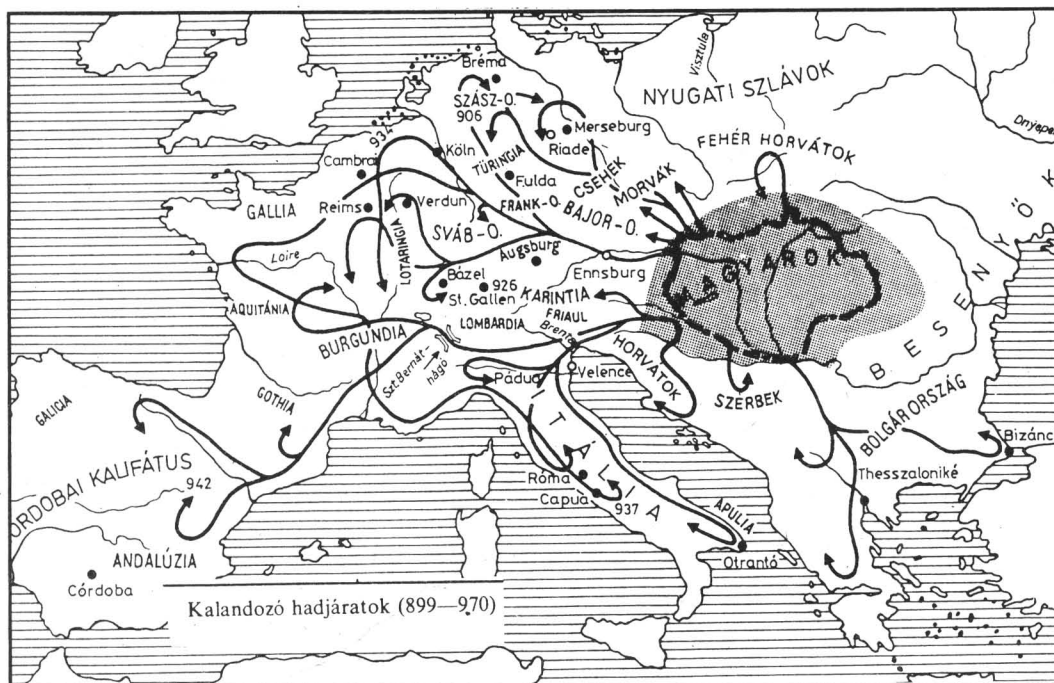 Bréma
SZÁSZ-O.
906
Merseburg
Riade
934
Köln
TÜRINGIA
Cambrai
Fulda
CSEHEK
MORVÁK
NYUGATI SZLÁVOK
Visztula
FEHÉR HORVÁTOK
GALLIA
Reims
Verdun
FRANK-O.
BAJOR-O.
LOTARINGIA
SVÁB-O.
Augsburg
Ennsburg
MAGYAROK
BESENYŐK
Loire
Bázel
926
St. Gallen
KARINTIA
AQUITÁNIA
BURGUNDIA
LOMBARDIA
FRIAUL
Brenta
Szt. Bernát-
hágó
Pádua
Velence
HORVÁTOK
SZERBEK
BOLGÁRORSZÁG
Bizánc
GALICIA
GOTHIA
ITÁLIA
ORDOBAI KALIFÁTUS
942
Róma
Capua
937
APULIA
Otrantó
Thesszaloniké
ANDALÚZIA
Córdoba
Kalandozó hadjáratok (899—970)